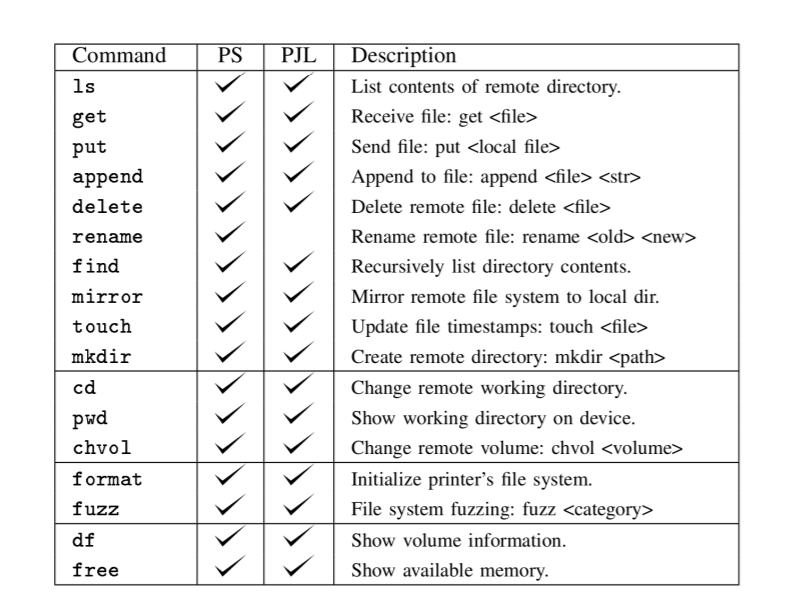 Command PS PJL Description
ls ✓ ✓ List contents of remote directory.
get ✓ ✓ Receive file: get <file>
put ✓ ✓ Send file: put <local file>
append ✓ ✓ Append to file: append <file> <str>
delete ✓ ✓ Delete remote file: delete <file>
rename ✓ Rename remote file: rename <old> <new>
find ✓ ✓ Recursively list directory contents.
mirror ✓ ✓ Mirror remote file system to local dir.
touch ✓ ✓ Update file timestamps: touch <file>
mkdir ✓ ✓ Create remote directory: mkdir <path>
cd ✓ ✓ Change remote working directory.
pwd ✓ ✓ Show working directory on device.
chvol ✓ ✓ Change remote volume: chvol <volume>
format ✓ ✓ Initialize printer's file system.
fuzz ✓ ✓ File system fuzzing: fuzz <category>
df ✓ ✓ Show volume information.
free ✓ ✓ Show available memory.